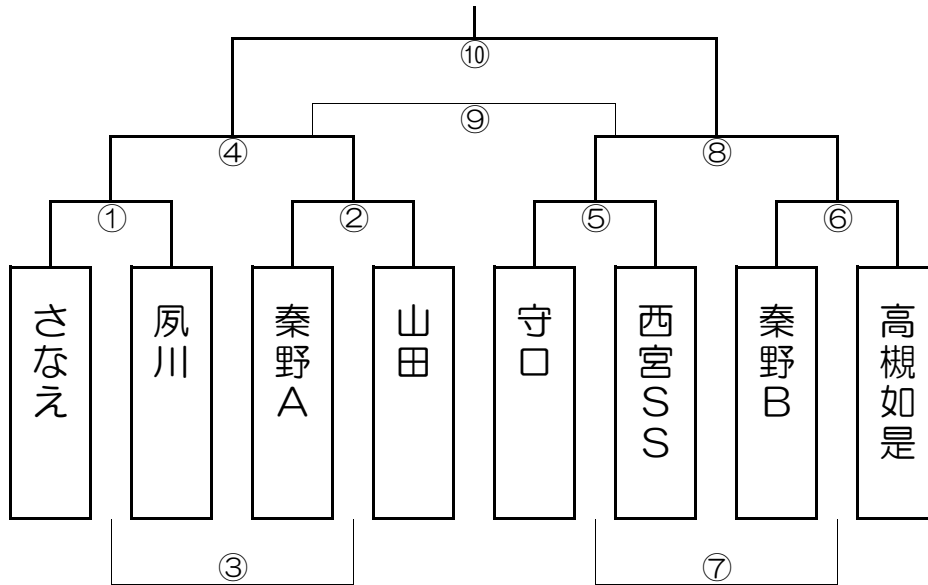 ⑩
⑨
④
⑧
①
②
⑤
⑥
さなえ
夙川
秦野A
山田
守口
西宮SS
秦野B
高槻如是
③
⑦